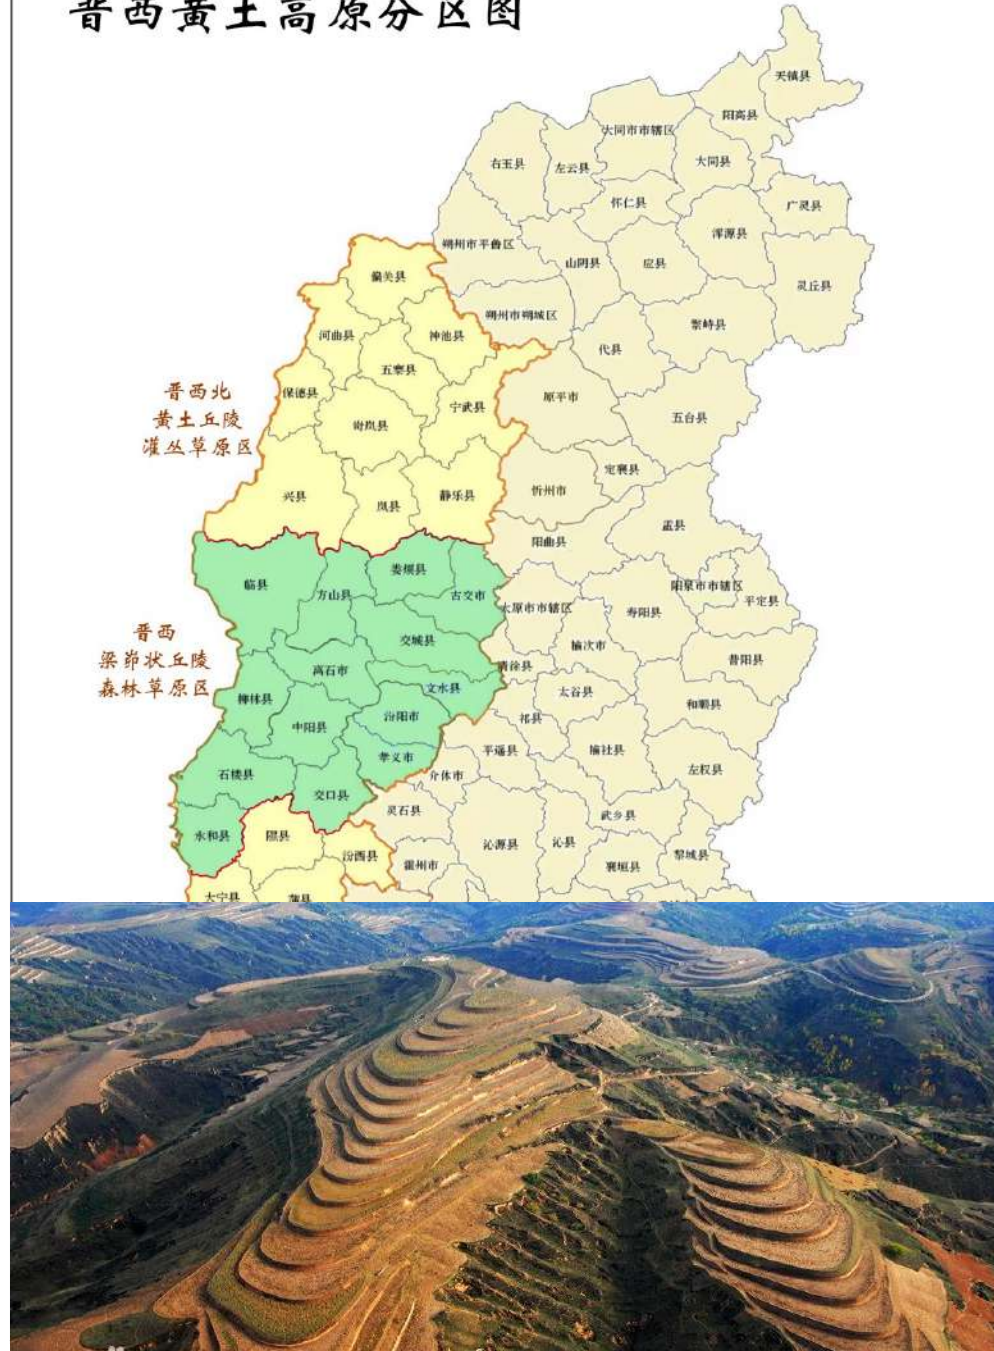 晋西黄土高原分区图
天镇县
阳高县
大同市市辖区
右玉县
左云县
大同县
怀仁县
广灵县
浑源县
朔州市平鲁区
山阴县
应县
偏关县
灵丘县
朔州市朔城区
繁峙县
河曲县
神池县
代县
五寨县
晋西北
黄土丘陵
灌丛草原区
保德县
宁武县
原平市
五台县
岢岚县
定襄县
兴县
岚县
静乐县
忻州市
盂县
阳曲县
临县
方山县
娄烦县
古交市
太原市市辖区
寿阳县
阳泉市市辖区
平定县
晋西
梁峁状丘陵
森林草原区
交城县
榆次市
离石市
清徐县
昔阳县
柳林县
文水县
太谷县
和顺县
中阳县
汾阳市
祁县
孝义市
平遥县
榆社县
左权县
石楼县
介休市
交口县
灵石县
武乡县
永和县
隰县
汾西县
霍州市
沁源县
沁县
襄垣县
黎城县
大宁县
蒲县